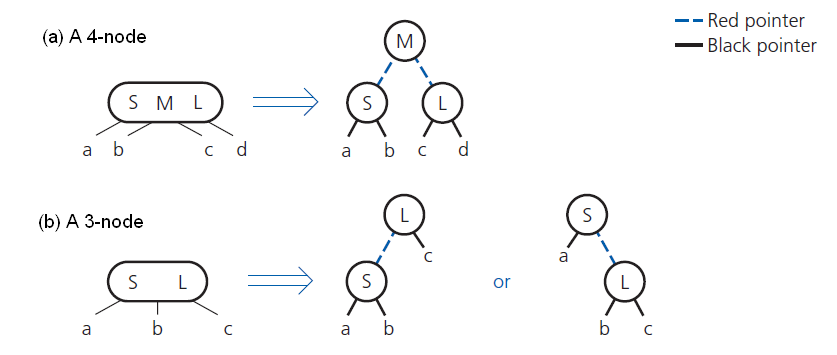 (a) A 4-node
Red pointer
Black pointer
S M L
a b c d
M
S L
a b c d
(b) A 3-node
S L
a b c
L
c
S
a b
or
S
a
L
b c